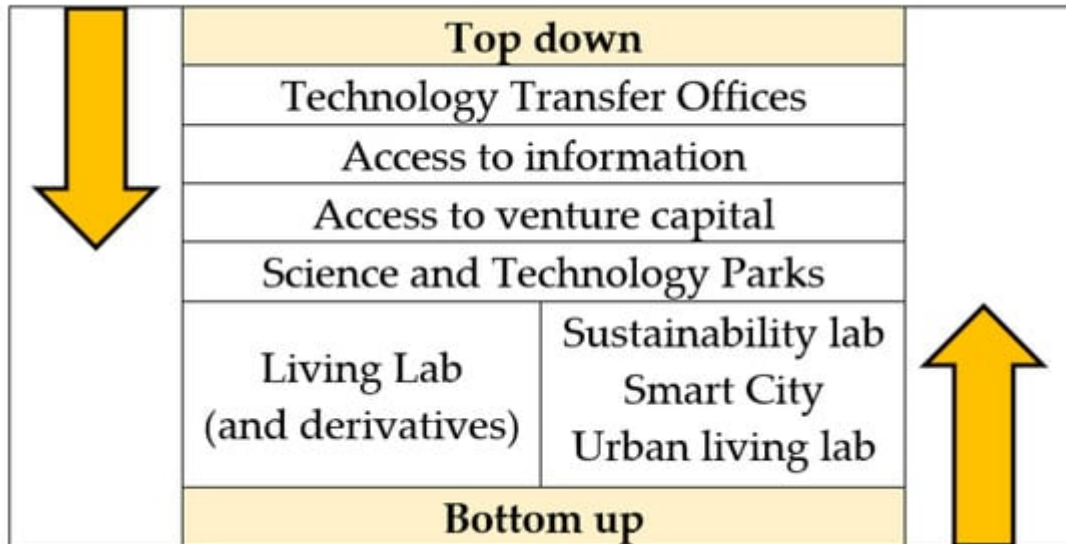 Top down
Technology Transfer Offices
Access to information
Access to venture capital
Science and Technology Parks
Living Lab
(and derivatives)
Sustainability lab
Smart City
Urban living lab
Bottom up